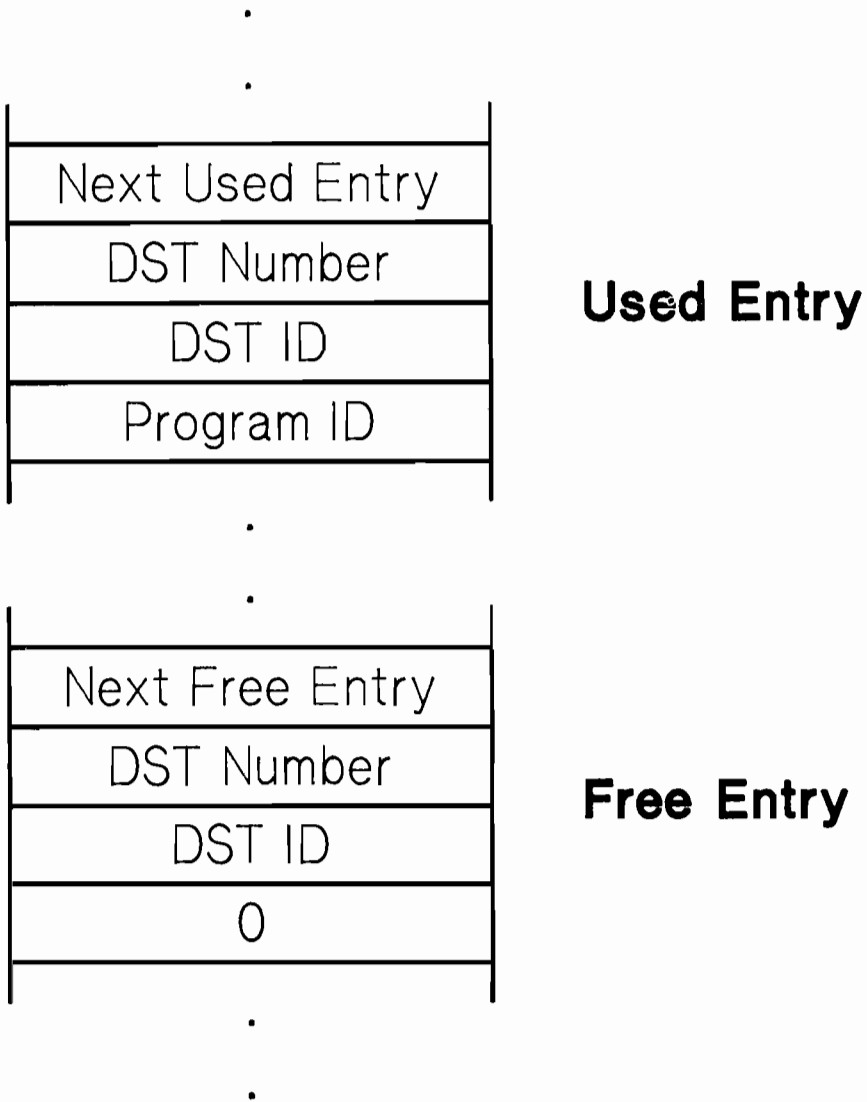 Next Used Entry
DST Number
DST ID
Program ID
Used Entry
Next Free Entry
DST Number
DST ID
0
Free Entry